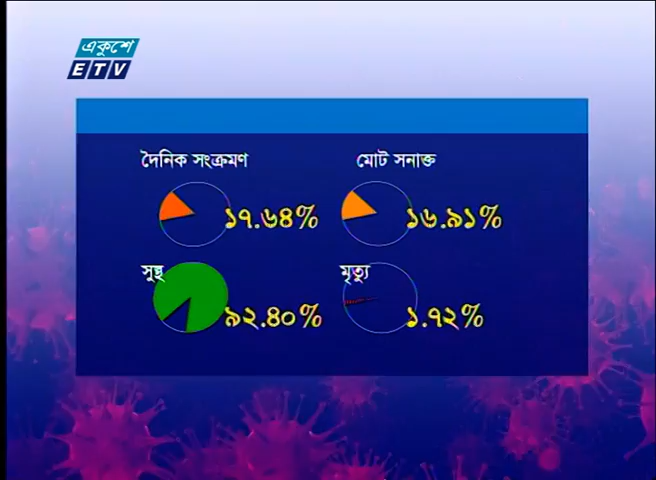 একুশে
ETV
দৈনিক সংক্রমণ
মোট সনাক্ত
১৭.৬৪%
১৬.৯১%
সুস্থ
মৃত্যু
৯২.৪০%
১.৭২%